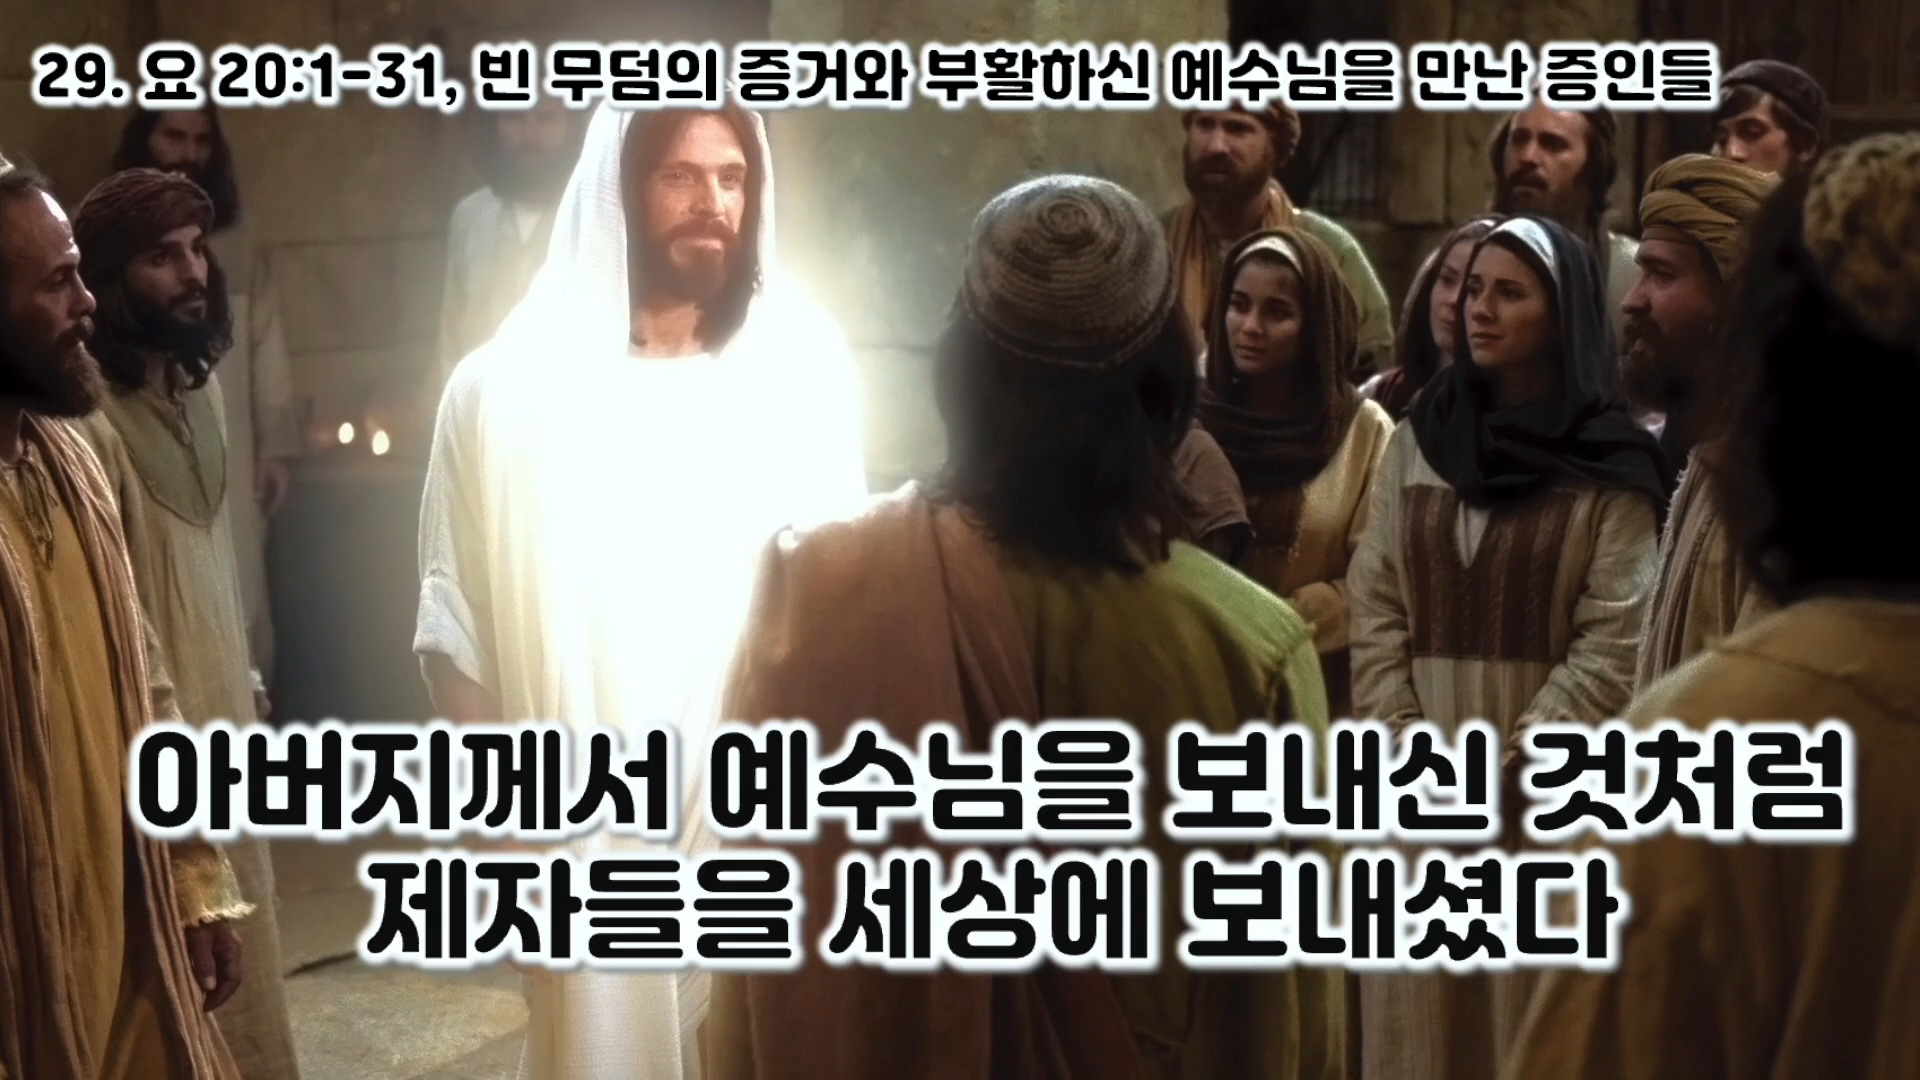 29. 요 20:1-31, 빈 무덤의 증거와 부활하신 예수님을 만난 증인들
아버지께서 예수님을 보내신 것처럼
제자들을 세상에 보내셨다